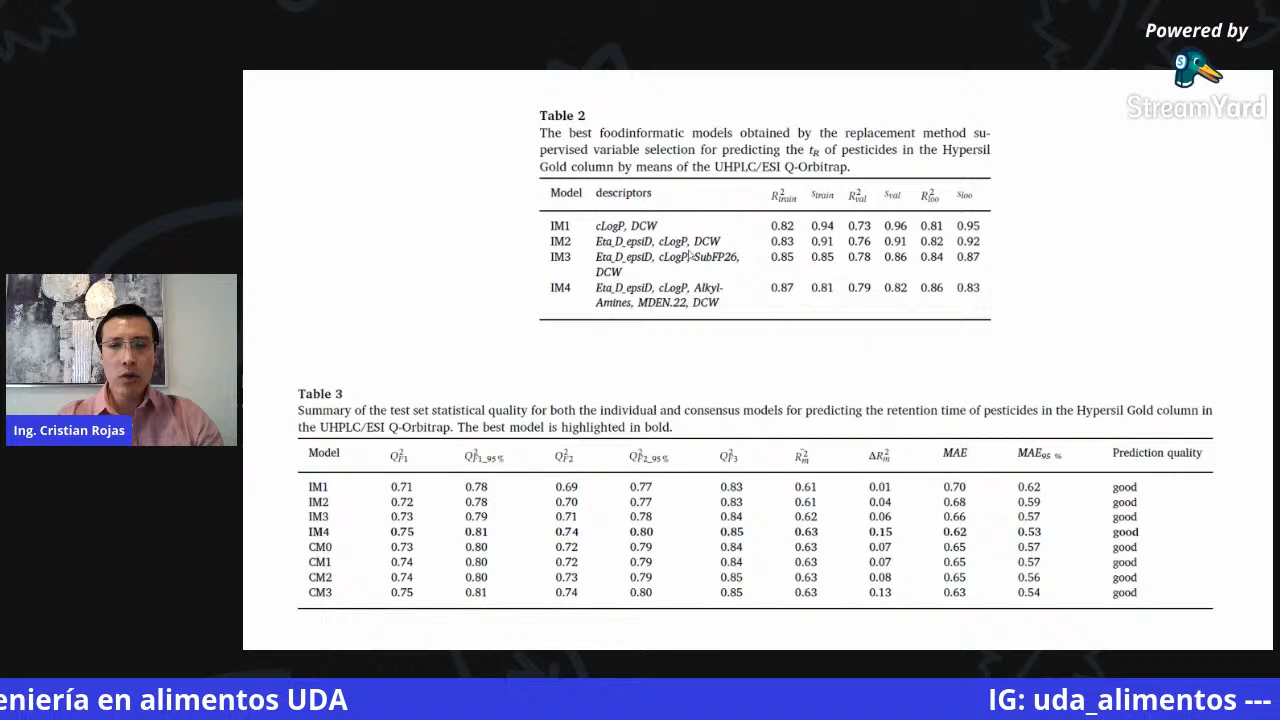 Powered by
StreamYard
Table 2
The best foodinformatic models obtained by the replacement method su-
pervised variable selection for predicting the tR of pesticides in the Hypersil
Gold column by means of the UHPLC/ESI Q-Orbitrap.
Model descriptors R²train strain R²val sval R²loo sloo
IM1 cLogP, DCW 0.82 0.94 0.73 0.96 0.81 0.95
IM2 Eta_D_epsiD, cLogP, DCW 0.83 0.91 0.76 0.91 0.82 0.92
IM3 Eta_D_epsiD, cLogP, SubFP26, 0.85 0.85 0.78 0.86 0.84 0.87
DCW
IM4 Eta_D_epsiD, cLogP, Alkyl- 0.87 0.81 0.79 0.82 0.86 0.83
Amines, MDEN.22, DCW
Table 3
Summary of the test set statistical quality for both the individual and consensus models for predicting the retention time of pesticides in the Hypersil Gold column in
the UHPLC/ESI Q-Orbitrap. The best model is highlighted in bold.
Model Q²F1 Q²F1_95% Q²F2 Q²F2_95% Q²F3 R²m ΔR²m MAE MAE95 % Prediction quality
IM1 0.71 0.78 0.69 0.77 0.83 0.61 0.01 0.70 0.62 good
IM2 0.72 0.78 0.70 0.77 0.83 0.61 0.04 0.68 0.59 good
IM3 0.73 0.79 0.71 0.78 0.84 0.62 0.06 0.66 0.57 good
IM4 0.75 0.81 0.74 0.80 0.85 0.63 0.15 0.62 0.53 good
CM0 0.73 0.80 0.72 0.79 0.84 0.63 0.07 0.65 0.57 good
CM1 0.74 0.80 0.72 0.79 0.84 0.63 0.07 0.65 0.57 good
CM2 0.74 0.80 0.73 0.79 0.85 0.63 0.08 0.65 0.56 good
CM3 0.75 0.81 0.74 0.80 0.85 0.63 0.13 0.63 0.54 good
Ing. Cristian Rojas
eniería en alimentos UDA IG: uda_alimentos ---